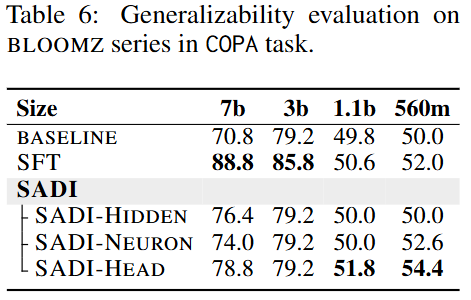 Table 6: Generalizability evaluation on
BLOOMZ series in COPA task.
Size 7b 3b 1.1b 560m
BASELINE 70.8 79.2 49.8 50.0
SFT 88.8 85.8 50.6 52.0
SADI
SADI-HIDDEN 76.4 79.2 50.0 50.0
SADI-NEURON 74.0 79.2 50.0 52.6
SADI-HEAD 78.8 79.2 51.8 54.4